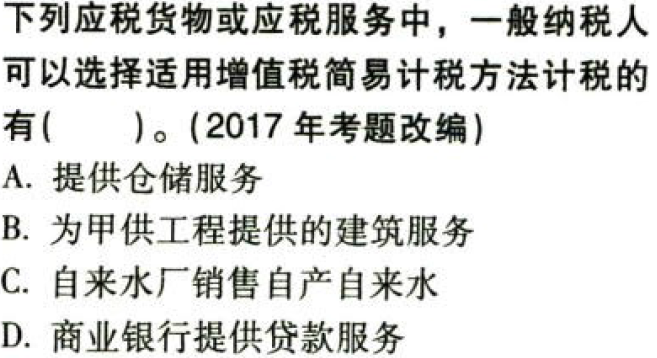 下列应税货物或应税服务中，一般纳税人
可以选择适用增值税简易计税方法计税的
有(　　)。(2017 年考题改编)
A. 提供仓储服务
B. 为甲供工程提供的建筑服务
C. 自来水厂销售自产自来水
D. 商业银行提供贷款服务